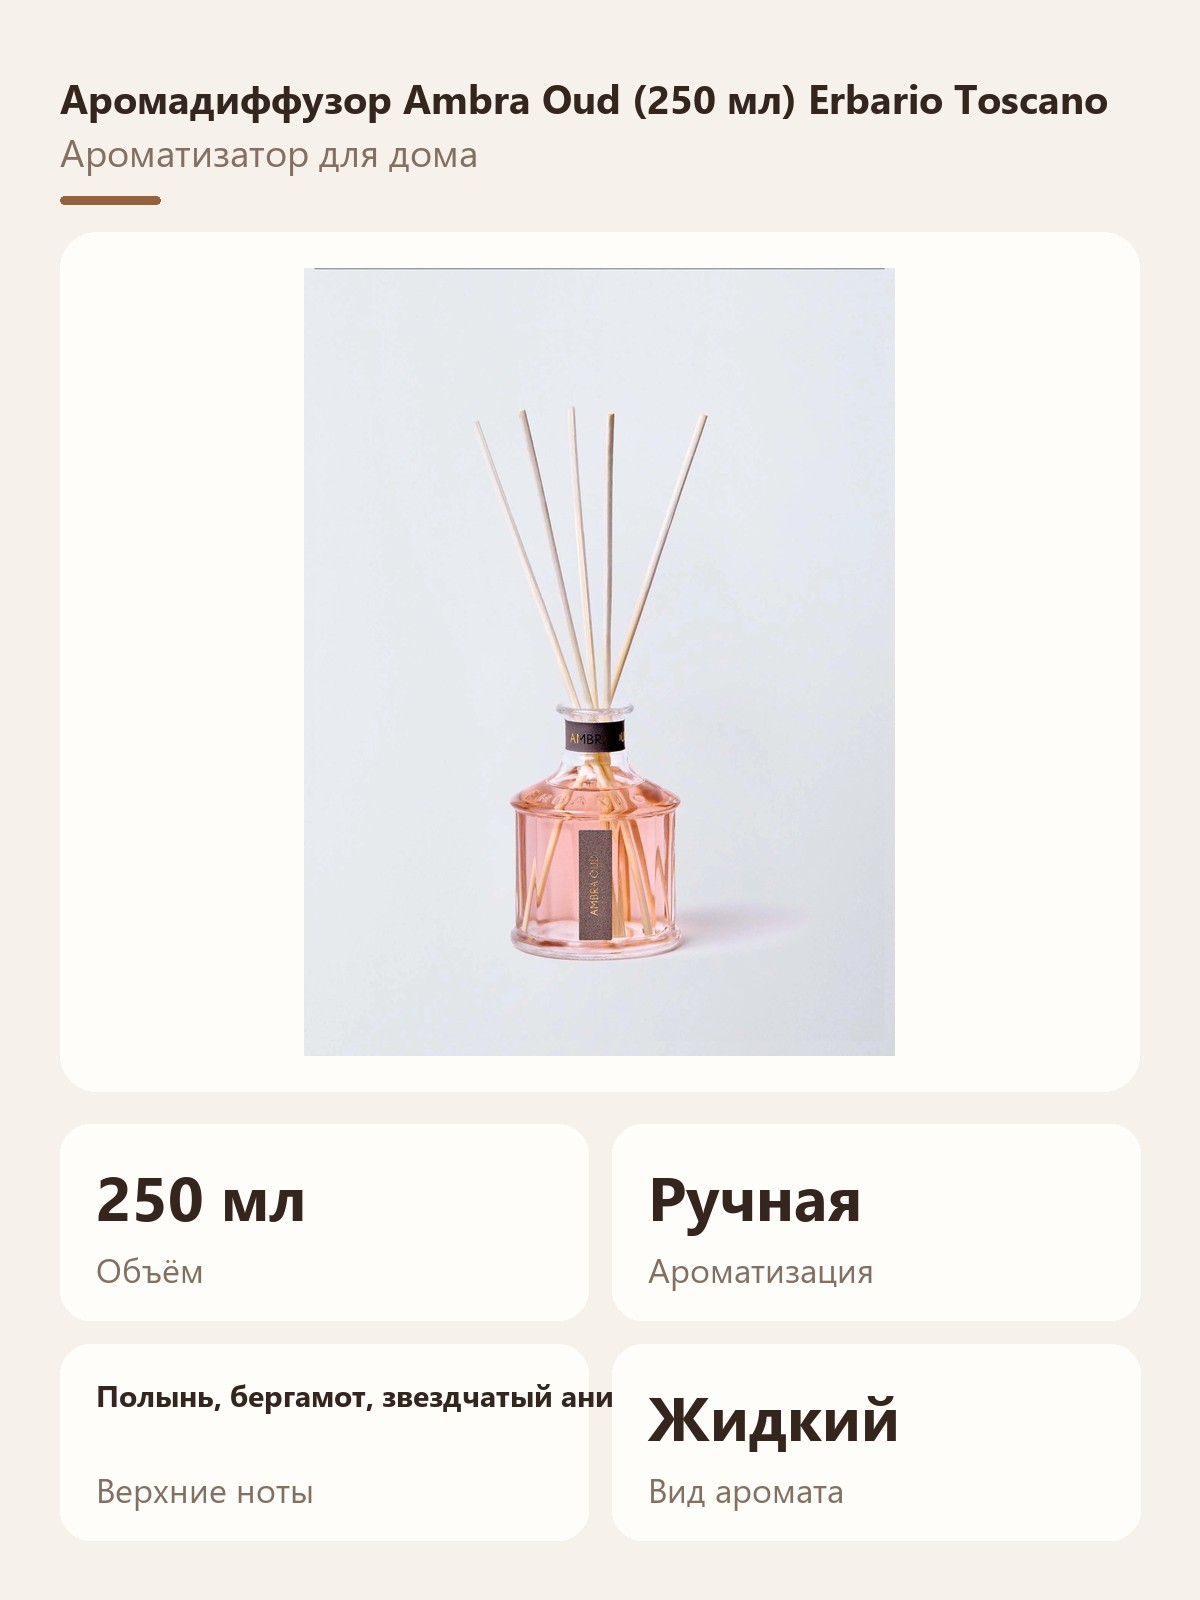 Аромадиффузор Ambra Oud (250 мл) Erbario Toscano
Ароматизатор для дома
AMBRA
AMBRA OUD
250 мл
Объём
Ручная
Ароматизация
Полынь, бергамот, звездчатый ани
Верхние ноты
Жидкий
Вид аромата